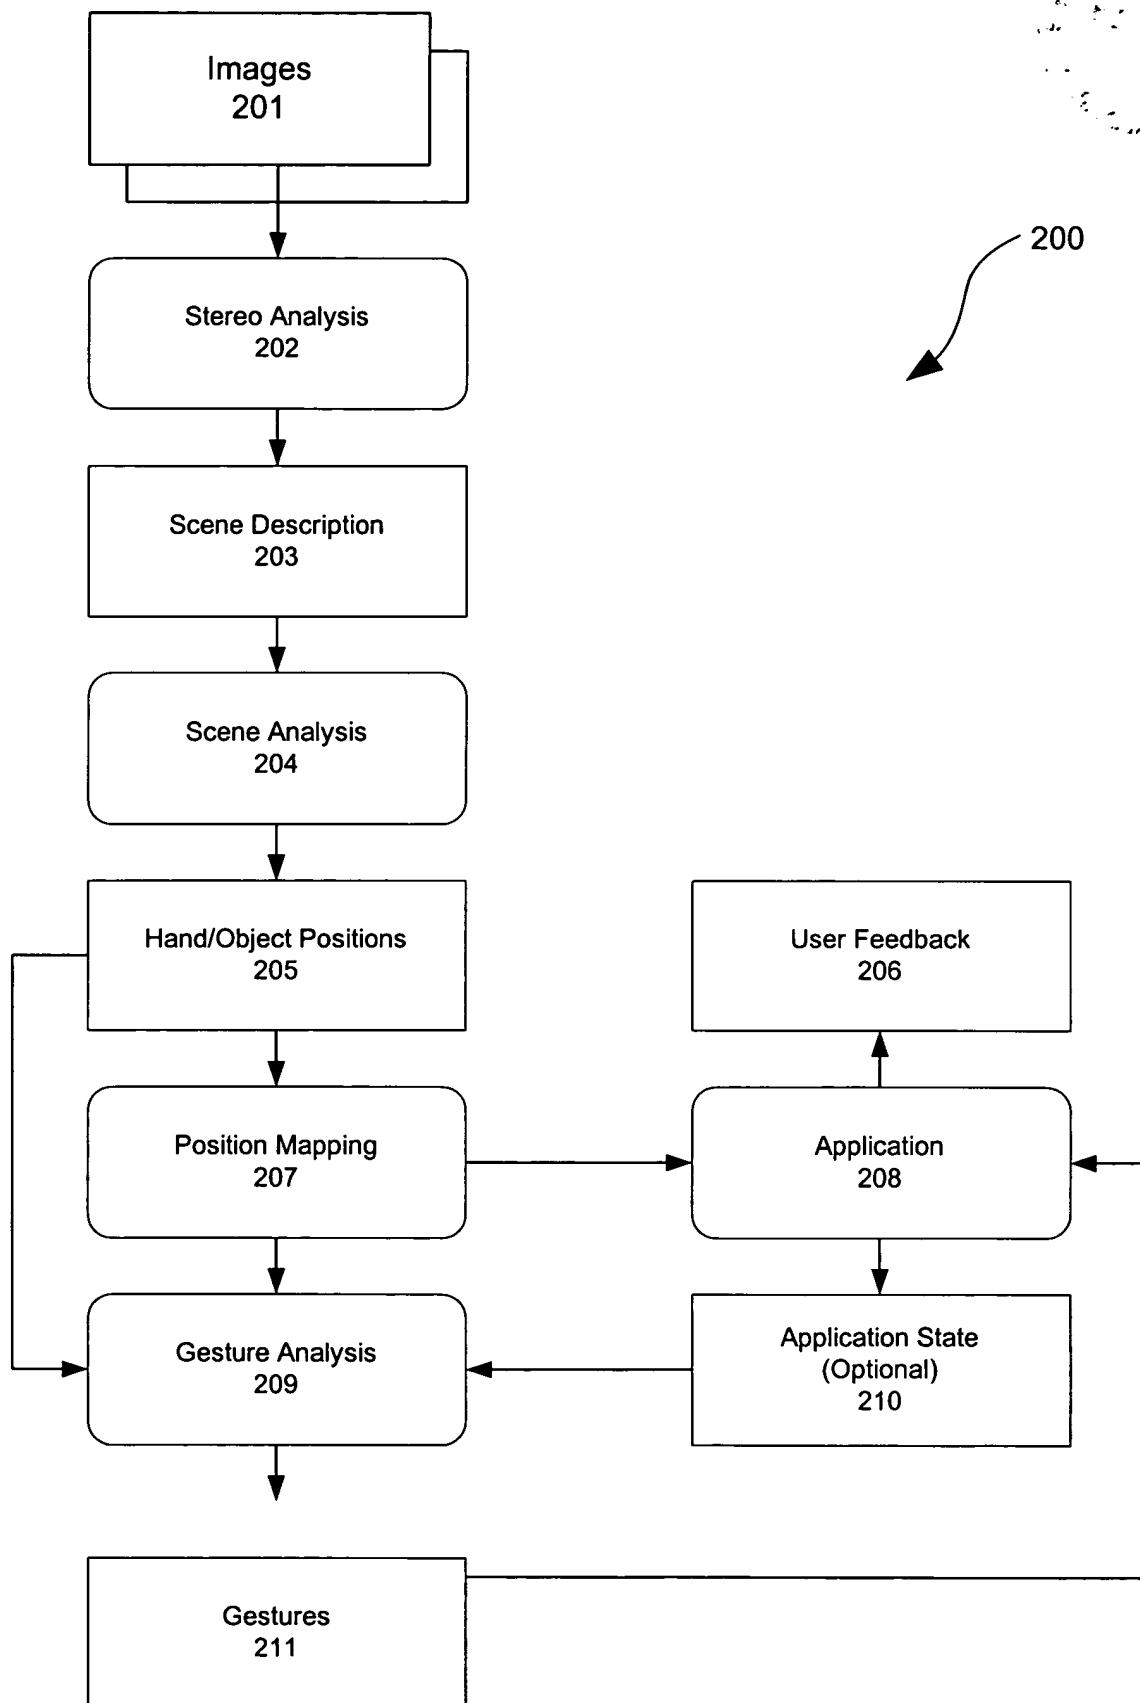 Images
201
200
Stereo Analysis
202
Scene Description
203
Scene Analysis
204
Hand/Object Positions
205
User Feedback
206
Position Mapping
207
Application
208
Gesture Analysis
209
Application State
(Optional)
210
Gestures
211